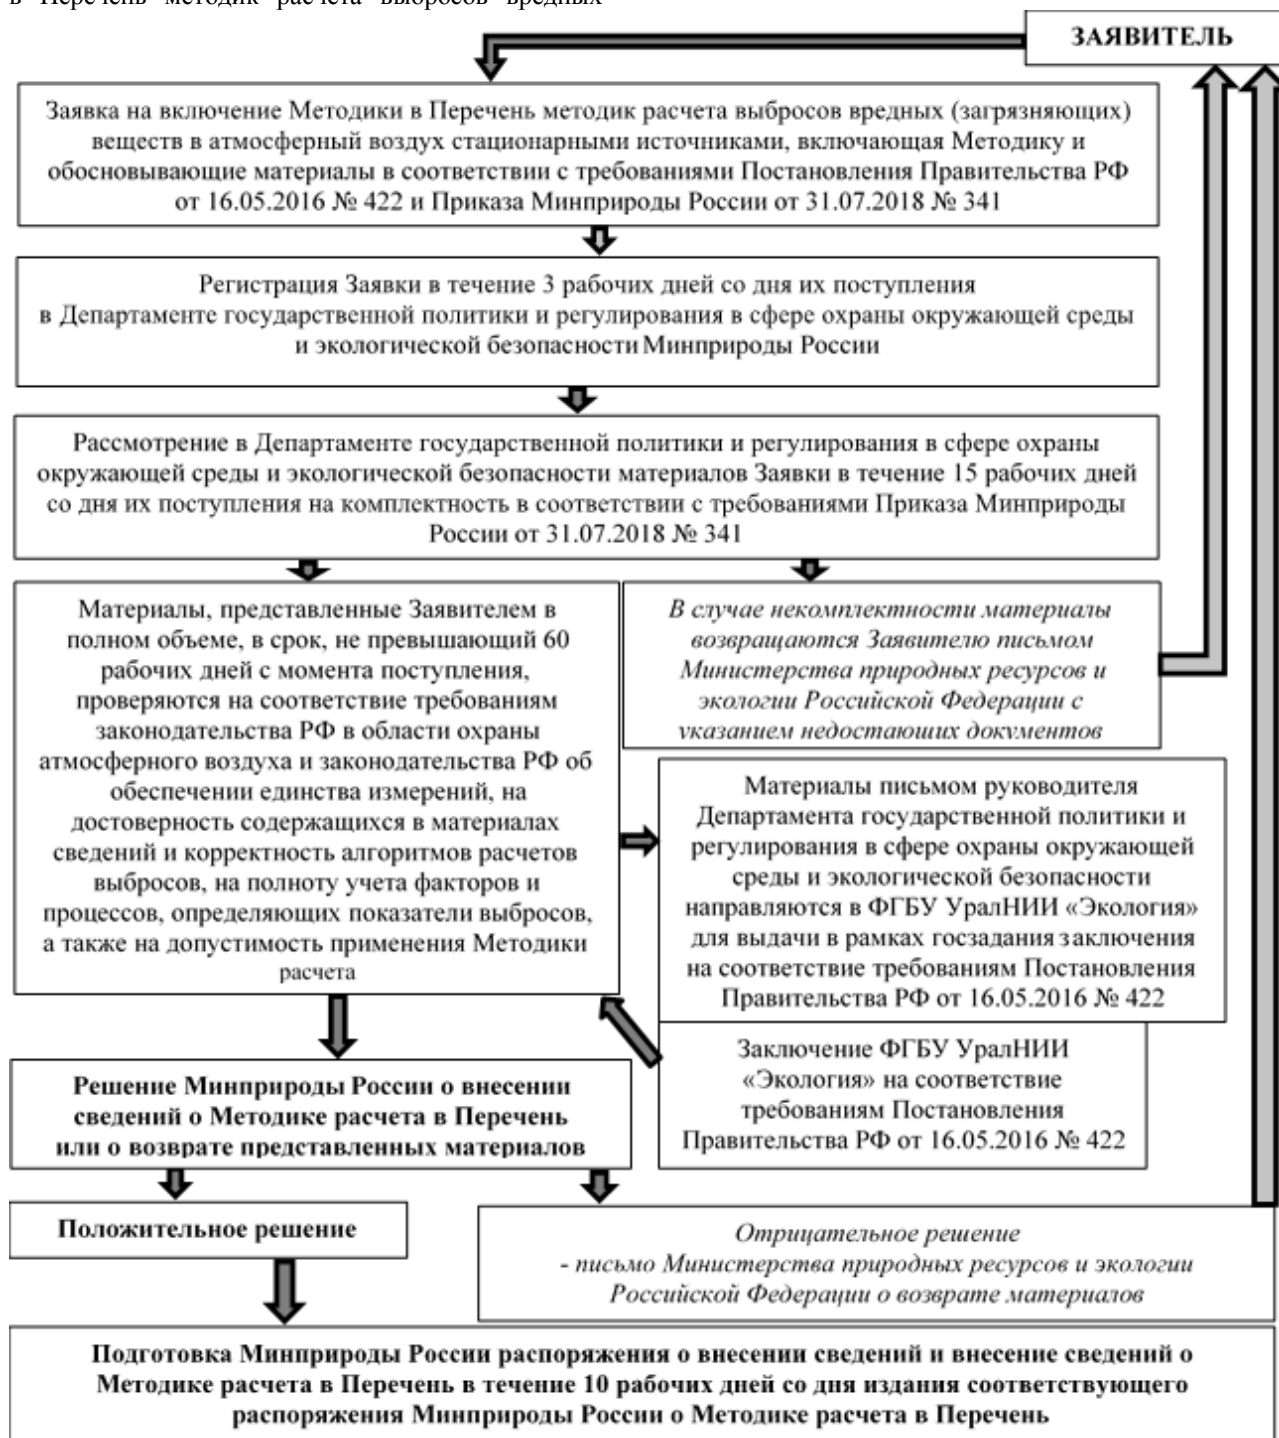 в Перечень методик расчета выбросов вредных
ЗАЯВИТЕЛЬ
Заявка на включение Методики в Перечень методик расчета выбросов вредных (загрязняющих)
веществ в атмосферный воздух стационарными источниками, включающая Методику и
обосновывающие материалы в соответствии с требованиями Постановления Правительства РФ
от 16.05.2016 № 422 и Приказа Минприроды России от 31.07.2018 № 341
Регистрация Заявки в течение 3 рабочих дней со дня их поступления
в Департаменте государственной политики и регулирования в сфере охраны окружающей среды
и экологической безопасности Минприроды России
Рассмотрение в Департаменте государственной политики и регулирования в сфере охраны
окружающей среды и экологической безопасности материалов Заявки в течение 15 рабочих дней
со дня их поступления на комплектность в соответствии с требованиями Приказа Минприроды
России от 31.07.2018 № 341
Материалы, представленные Заявителем в
полном объеме, в срок, не превышающий 60
рабочих дней с момента поступления,
проверяются на соответствие требованиям
законодательства РФ в области охраны
атмосферного воздуха и законодательства РФ об
обеспечении единства измерений, на
достоверность содержащихся в материалах
сведений и корректность алгоритмов расчетов
выбросов, на полноту учета факторов и
процессов, определяющих показатели выбросов,
а также на допустимость применения Методики
расчета
В случае некомплектности материалы
возвращаются Заявителю письмом
Министерства природных ресурсов и
экологии Российской Федерации с
указанием недостающих документов
Материалы письмом руководителя
Департамента государственной политики и
регулирования в сфере охраны окружающей
среды и экологической безопасности
направляются в ФГБУ УралНИИ «Экология»
для выдачи в рамках госзадания заключения
на соответствие требованиям Постановления
Правительства РФ от 16.05.2016 № 422
Заключение ФГБУ УралНИИ
«Экология» на соответствие
требованиям Постановления
Правительства РФ от 16.05.2016 № 422
Решение Минприроды России о внесении
сведений о Методике расчета в Перечень
или о возврате представленных материалов
Положительное решение
Отрицательное решение
- письмо Министерства природных ресурсов и экологии
Российской Федерации о возврате материалов
Подготовка Минприроды России распоряжения о внесении сведений и внесение сведений о
Методике расчета в Перечень в течение 10 рабочих дней со дня издания соответствующего
распоряжения Минприроды России о Методике расчета в Перечень